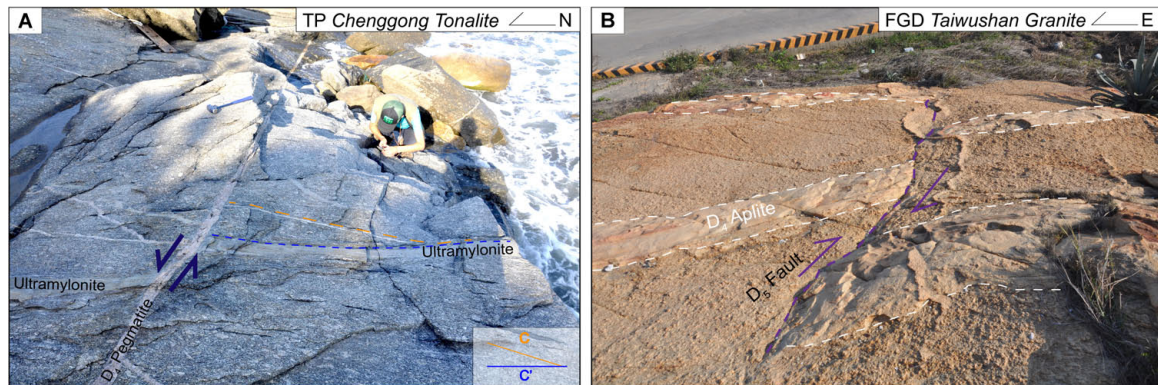 A
TP Chenggong Tonalite
N
Ultramylonite
Ultramylonite
D4 Pegmatite
C
C'
B
FGD Taiwushan Granite
E
D4 Aplite
D5 Fault